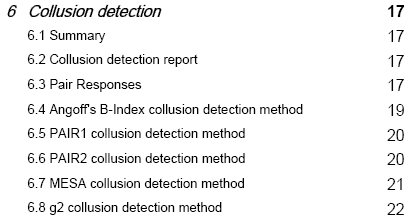 6 Collusion detection 17
6.1 Summary 17
6.2 Collusion detection report 17
6.3 Pair Responses 17
6.4 Angoff's B-Index collusion detection method 19
6.5 PAIR1 collusion detection method 20
6.6 PAIR2 collusion detection method 20
6.7 MESA collusion detection method 21
6.8 g2 collusion detection method 22